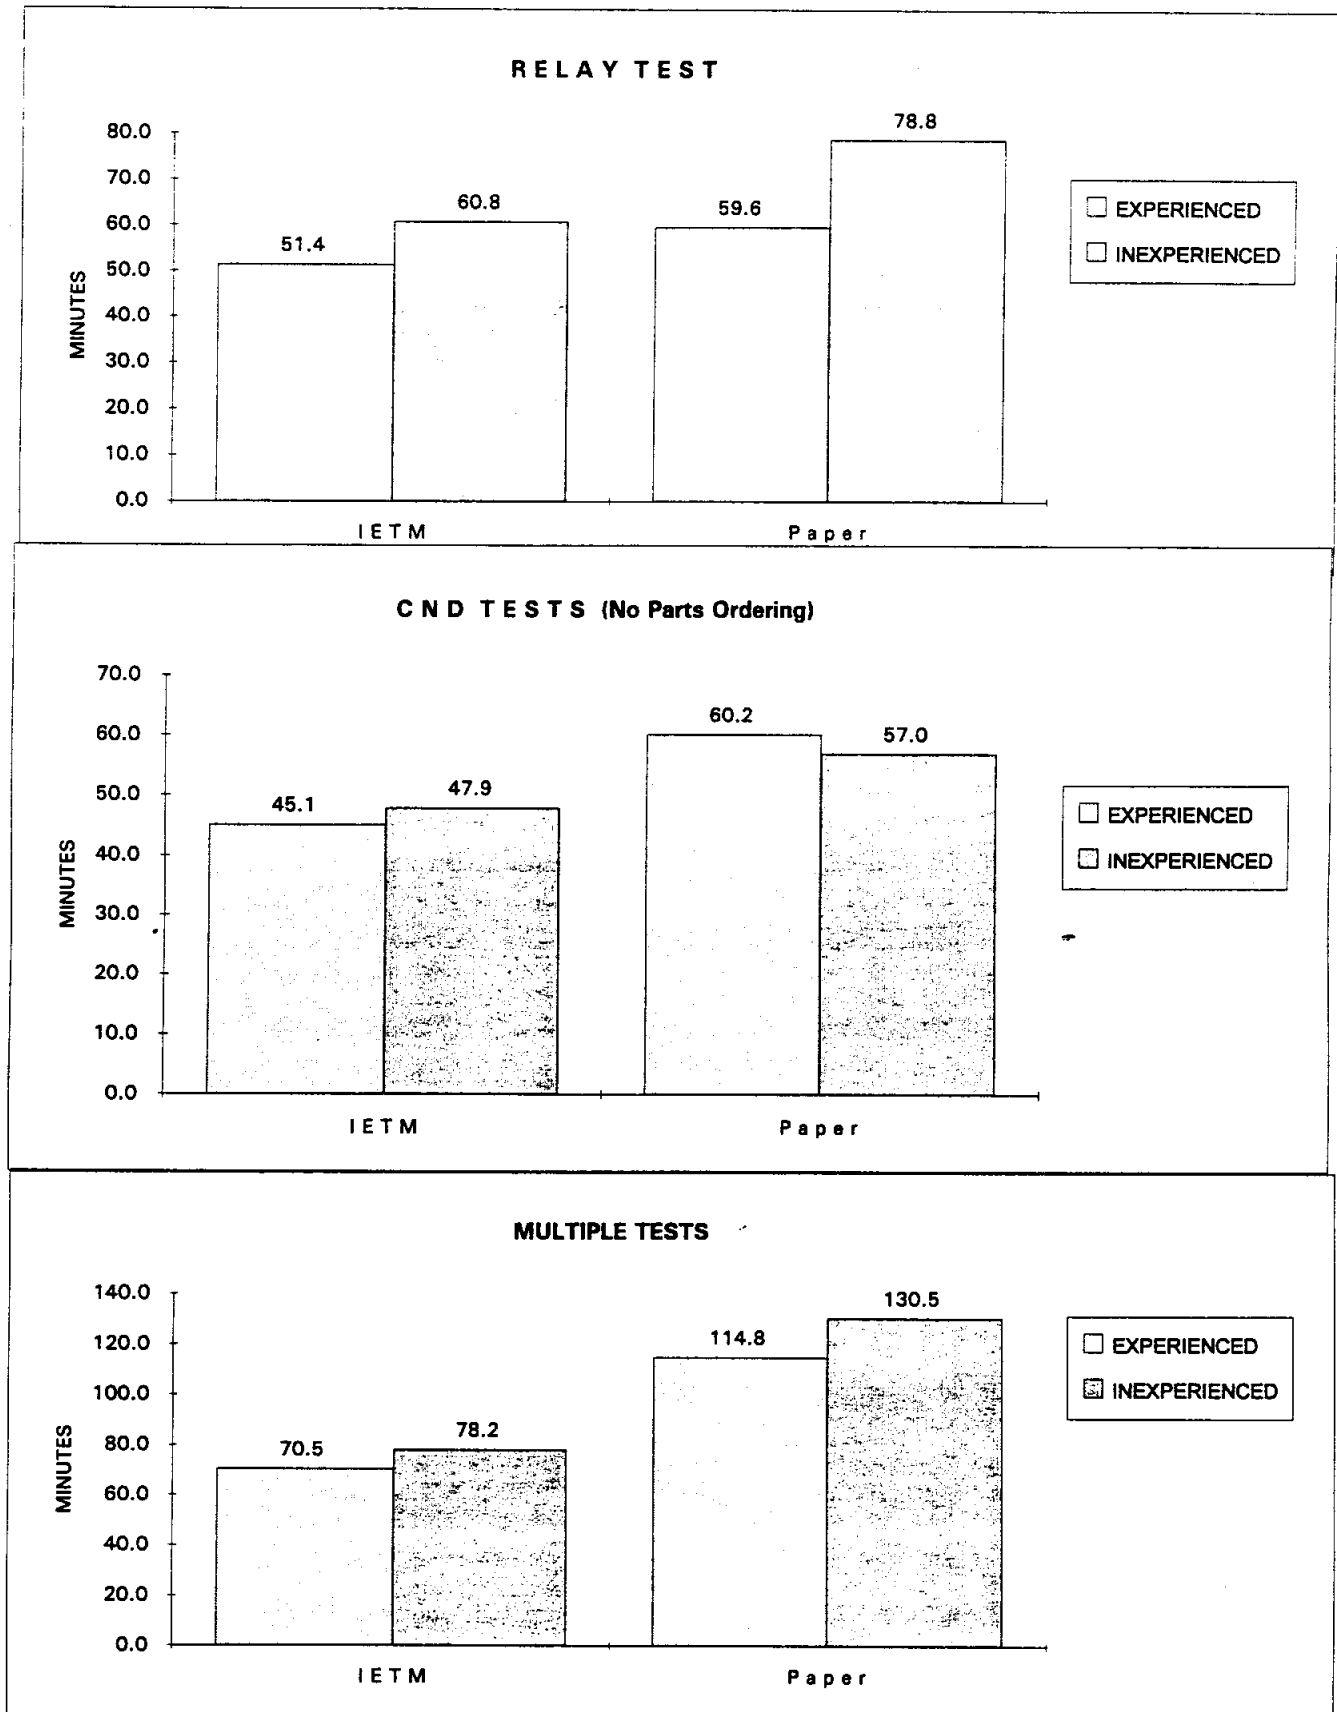 RELAY TEST
80.0
70.0
60.0
50.0
40.0
30.0
20.0
10.0
0.0
MINUTES
51.4
60.8
59.6
78.8
IETM
Paper
EXPERIENCED
INEXPERIENCED
CND TESTS (No Parts Ordering)
70.0
60.0
50.0
40.0
30.0
20.0
10.0
0.0
MINUTES
45.1
47.9
60.2
57.0
IETM
Paper
EXPERIENCED
INEXPERIENCED
MULTIPLE TESTS
140.0
120.0
100.0
80.0
60.0
40.0
20.0
0.0
MINUTES
70.5
78.2
114.8
130.5
IETM
Paper
EXPERIENCED
INEXPERIENCED